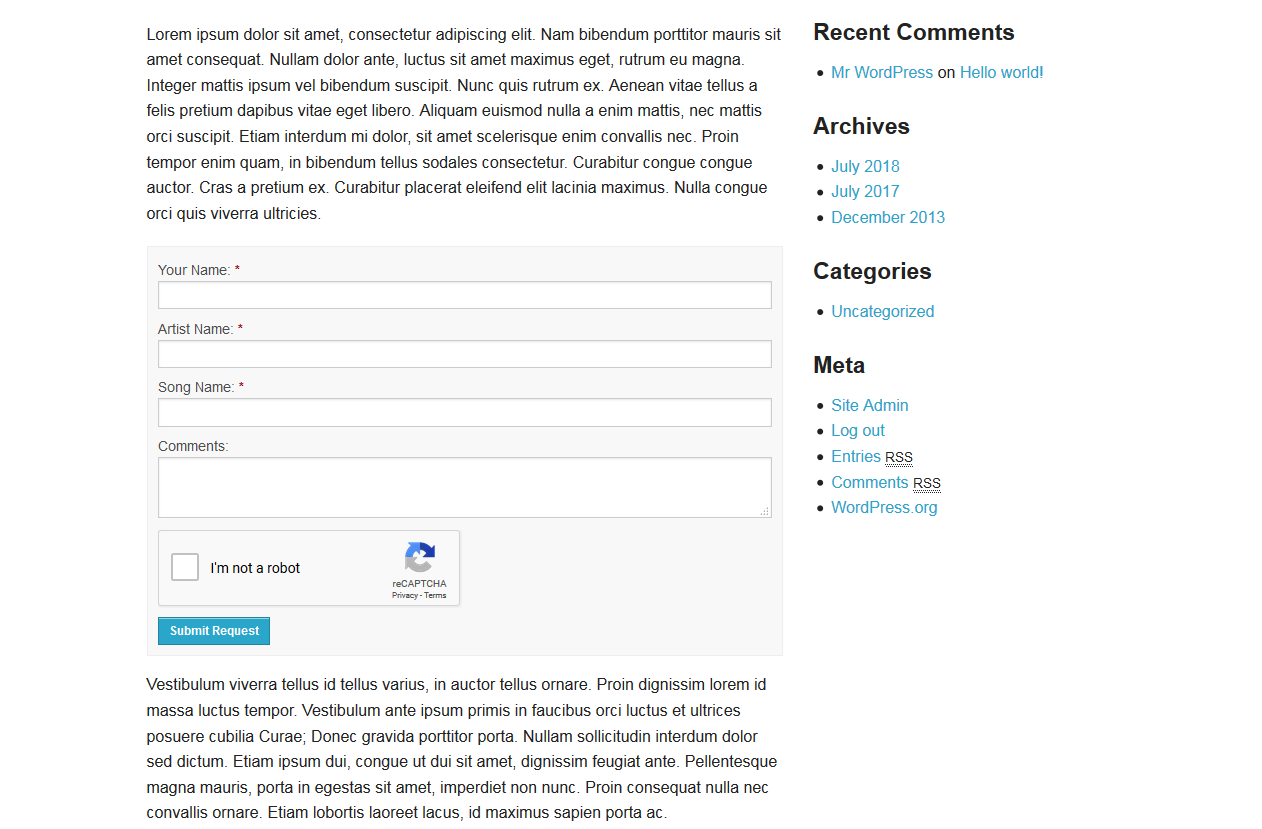 Lorem ipsum dolor sit amet, consectetur adipiscing elit. Nam bibendum porttitor mauris sit
amet consequat. Nullam dolor ante, luctus sit amet maximus eget, rutrum eu magna.
Integer mattis ipsum vel bibendum suscipit. Nunc quis rutrum ex. Aenean vitae tellus a
felis pretium dapibus vitae eget libero. Aliquam euismod nulla a enim mattis, nec mattis
orci suscipit. Etiam interdum mi dolor, sit amet scelerisque enim convallis nec. Proin
tempor enim quam, in bibendum tellus sodales consectetur. Curabitur congue congue
auctor. Cras a pretium ex. Curabitur placerat eleifend elit lacinia maximus. Nulla congue
orci quis viverra ultricies.
Your Name: *
Artist Name: *
Song Name: *
Comments:
I'm not a robot
reCAPTCHA
Privacy - Terms
Submit Request
Vestibulum viverra tellus id tellus varius, in auctor tellus ornare. Proin dignissim lorem id
massa luctus tempor. Vestibulum ante ipsum primis in faucibus orci luctus et ultrices
posuere cubilia Curae; Donec gravida porttitor porta. Nullam sollicitudin interdum dolor
sed dictum. Etiam ipsum dui, congue ut dui sit amet, dignissim feugiat ante. Pellentesque
magna mauris, porta in egestas sit amet, imperdiet non nunc. Proin consequat nulla nec
convallis ornare. Etiam lobortis laoreet lacus, id maximus sapien porta ac.
Recent Comments
Mr WordPress on Hello world!
Archives
July 2018
July 2017
December 2013
Categories
Uncategorized
Meta
Site Admin
Log out
Entries RSS
Comments RSS
WordPress.org